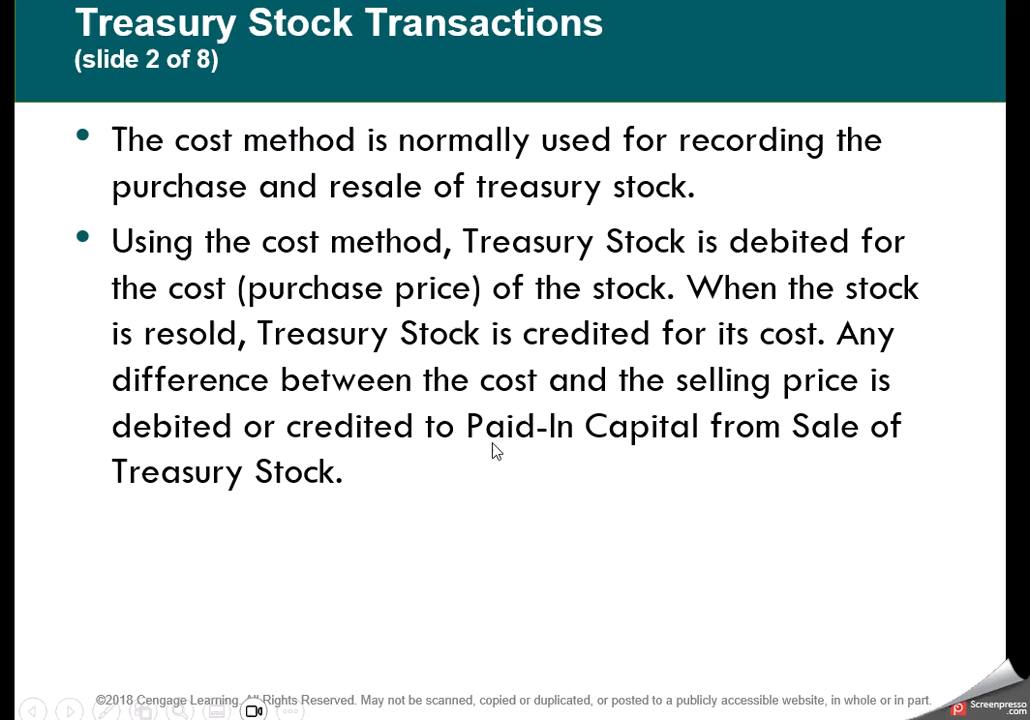 Treasury Stock Transactions
(slide 2 of 8)
• The cost method is normally used for recording the
purchase and resale of treasury stock.
• Using the cost method, Treasury Stock is debited for
the cost (purchase price) of the stock. When the stock
is resold, Treasury Stock is credited for its cost. Any
difference between the cost and the selling price is
debited or credited to Paid-In Capital from Sale of
Treasury Stock.
©2018 Cengage Learning. All Rights Reserved. May not be scanned, copied or duplicated, or posted to a publicly accessible website, in whole or in part.
Screenpresso
.com